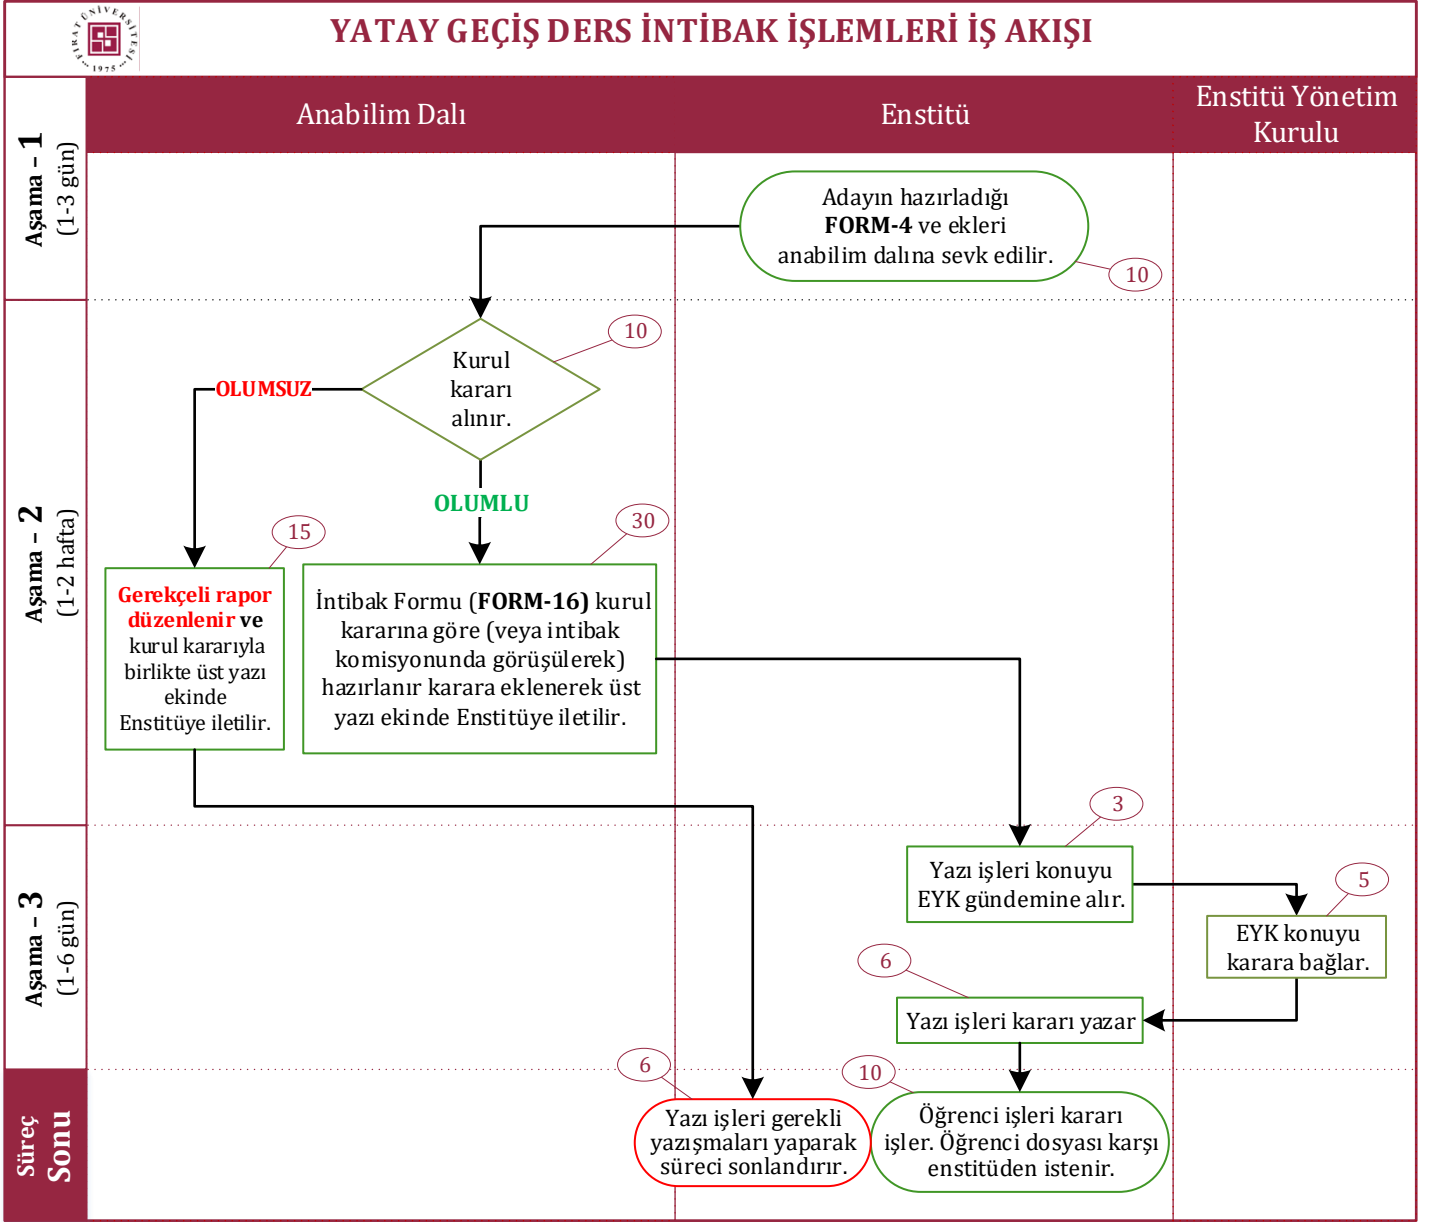 FIRAT ÜNİVERSİTESİ
1975
YATAY GEÇİŞ DERS İNTİBAK İŞLEMLERİ İŞ AKIŞI
Anabilim Dalı
Enstitü
Enstitü Yönetim
Kurulu
Aşama – 1
(1-3 gün)
Adayın hazırladığı
FORM-4 ve ekleri
anabilim dalına sevk edilir.
10
Aşama – 2
(1-2 hafta)
10
Kurul
kararı
alınır.
OLUMSUZ
OLUMLU
15
30
Gerekçeli rapor
düzenlenir ve
kurul kararıyla
birlikte üst yazı
ekinde
Enstitüye iletilir.
İntibak Formu (FORM-16) kurul
kararına göre (veya intibak
komisyonunda görüşülerek)
hazırlanır karara eklenerek üst
yazı ekinde Enstitüye iletilir.
Aşama – 3
(1-6 gün)
3
Yazı işleri konuyu
EYK gündemine alır.
5
EYK konuyu
karara bağlar.
6
Yazı işleri kararı yazar
Süreç
Sonu
6
Yazı işleri gerekli
yazışmaları yaparak
süreci sonlandırır.
10
Öğrenci işleri kararı
işler. Öğrenci dosyası karşı
enstitüden istenir.